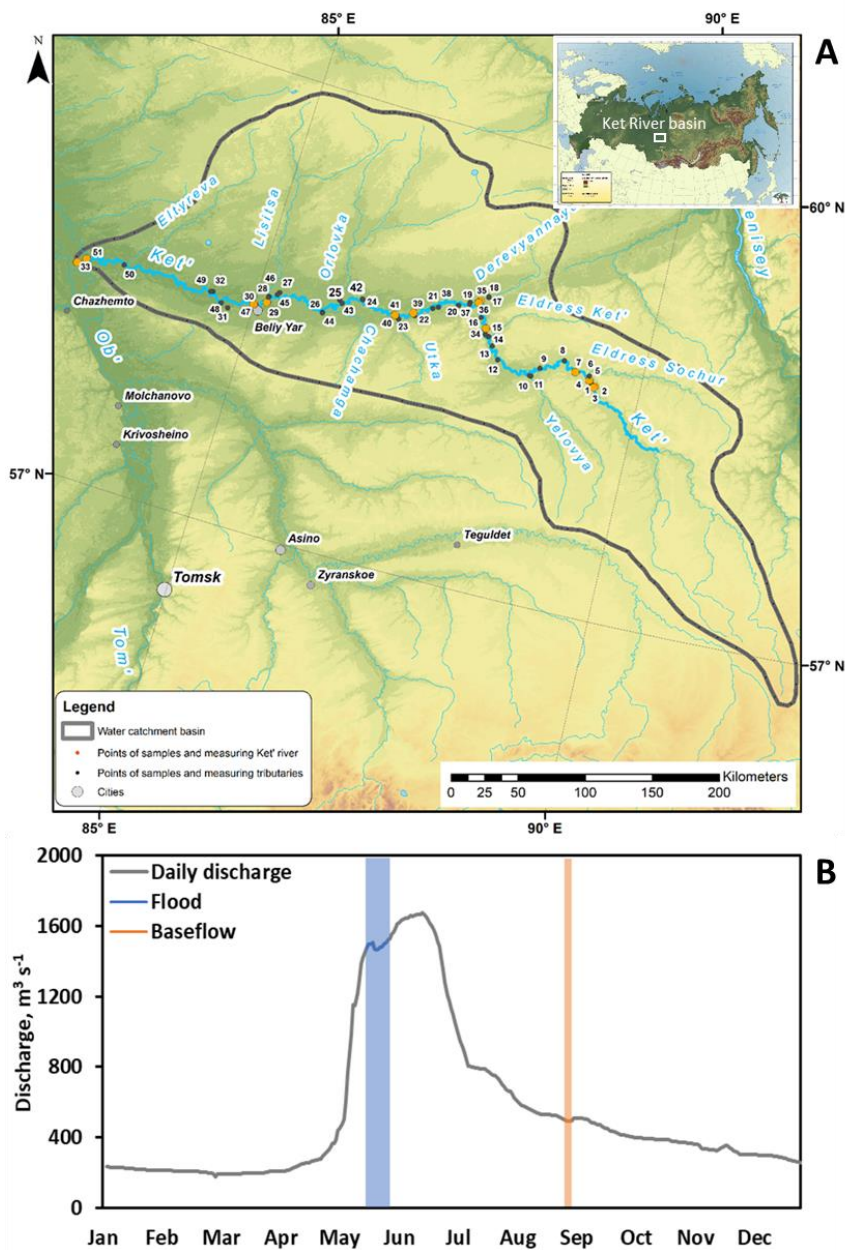 85° E
90° E
A
N
Ket River basin
60° N
Eltyreva
Lisitsa
Orlovka
Derevyannaya
enisey
Ket'
51
33
50
49
32
48
31
46
28
27
30
45
47
29
25
42
26
43
24
44
41
39
21
38
40
23
22
20
37
19
35
18
17
36
16
15
34
14
13
12
Eldress Ket'
Chazhemto
Beliy Yar
9
8
7
6
5
10
11
4
1
2
3
Eldress Sochur
Chachamga
Utka
Ob'
Molchanovo
Krivosheino
Yelovya
Ket'
57° N
Asino
Teguldet
Zyranskoe
Tomsk
Tom'
57° N
Legend
Water catchment basin
Points of samples and measuring Ket' river
Points of samples and measuring tributaries
Cities
Kilometers
0 25 50 100 150 200
85° E
90° E
B
Daily discharge
Flood
Baseflow
Discharge, m³ s⁻¹
2000
1600
1200
800
400
0
Jan Feb Mar Apr May Jun Jul Aug Sep Oct Nov Dec